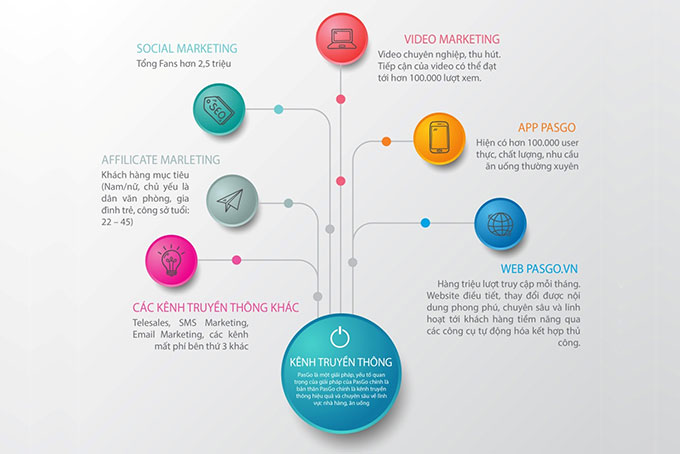 VIDEO MARKETING
Video chuyên nghiệp, thu hút.
Tiếp cận của video có thể đạt
tới hơn 100.000 lượt xem.
SOCIAL MARKETING
Tổng Fans hơn 2,5 triệu
SEO
APP PASGO
Hiện có hơn 100.000 user
thực, chất lượng, nhu cầu
ăn uống thường xuyên
AFFILICATE MARLETING
Khách hàng mục tiêu
(Nam/nữ, chủ yếu là
dân văn phòng, gia
đình trẻ, công sở tuổi:
22 – 45)
WEB PASGO.VN
Hàng triệu lượt truy cập mỗi tháng.
Website điều tiết, thay đổi được nội
dung phong phú, chuyên sâu và linh
hoạt tới khách hàng tiềm năng qua
các công cụ tự động hóa kết hợp thủ
công.
CÁC KÊNH TRUYỀN THÔNG KHÁC
Telesales, SMS Marketing,
Email Marketing, các kênh
mất phí bên thứ 3 khác
KÊNH TRUYỀN THÔNG
PasGo là một giải pháp, yếu tố quan
trọng của giải pháp của PasGo chính là
bản thân PasGo chính là kênh truyền
thông hiệu quả và chuyên sâu về lĩnh
vực nhà hàng, ăn uống